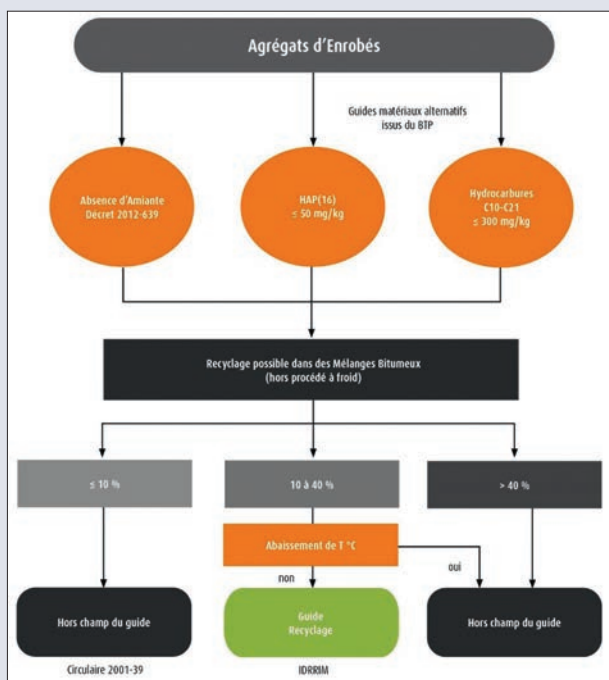 Agrégats d'Enrobés
Guides matériaux alternatifs
issus du BTP
Absence d'Amiante
Décret 2012-639
HAP(16)
≤ 50 mg/kg
Hydrocarbures
C10-C21
≤ 300 mg/kg
Recyclage possible dans des Mélanges Bitumeux
(hors procédé à froid)
≤ 10 %
10 à 40 %
> 40 %
Abaissement de T °C
non
oui
Hors champ du guide
Guide
Recyclage
Hors champ du guide
Circulaire 2001-39
IDRRIM